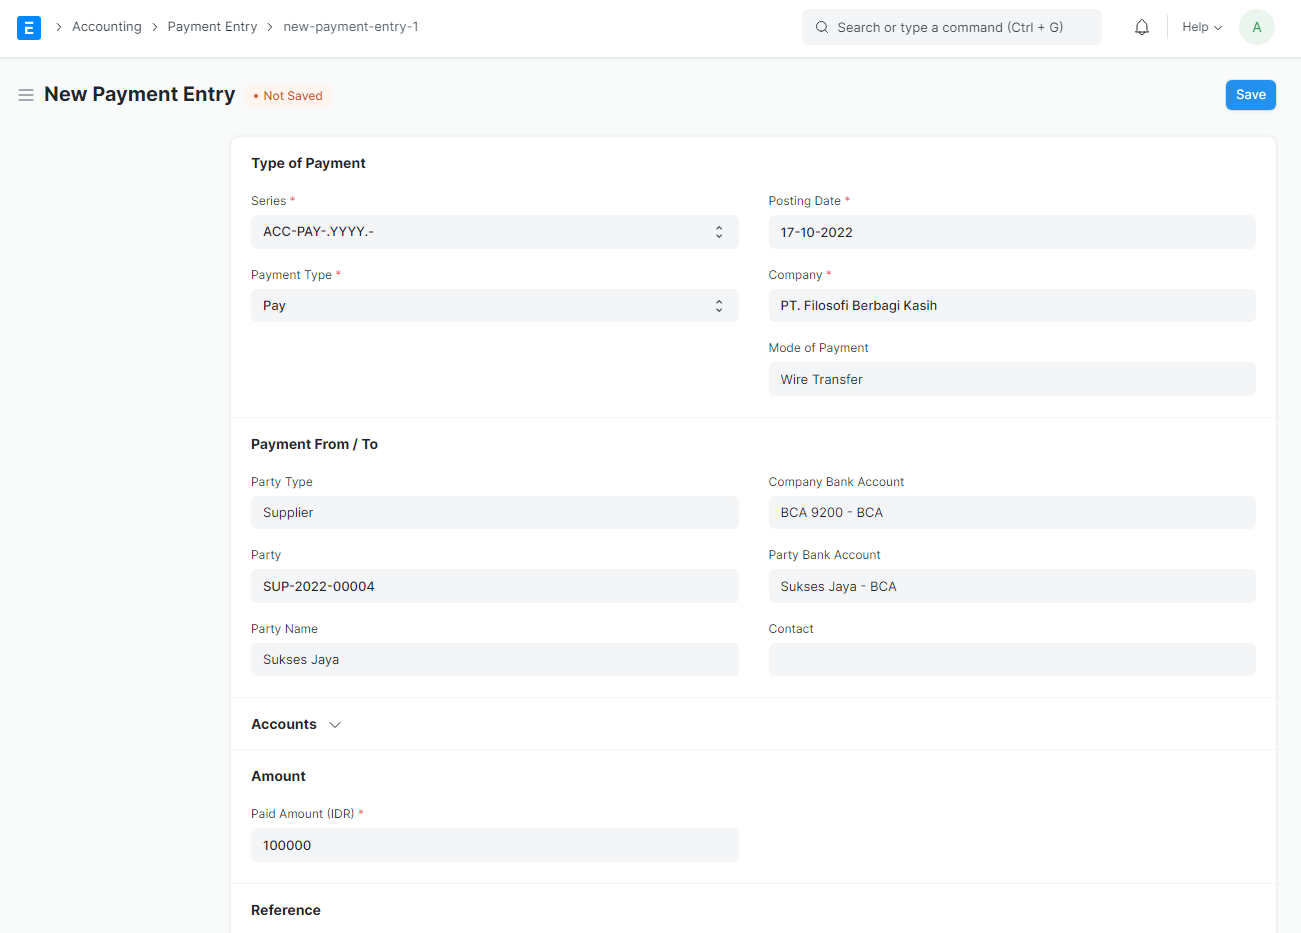 E Accounting Payment Entry new-payment-entry-1 Search or type a command (Ctrl + G) Help A
New Payment Entry • Not Saved Save
Type of Payment
Series *
ACC-PAY-.YYYY.-
Posting Date *
17-10-2022
Payment Type *
Pay
Company *
PT. Filosofi Berbagi Kasih
Mode of Payment
Wire Transfer
Payment From / To
Party Type
Supplier
Company Bank Account
BCA 9200 - BCA
Party
SUP-2022-00004
Party Bank Account
Sukses Jaya - BCA
Party Name
Sukses Jaya
Contact
Accounts
Amount
Paid Amount (IDR) *
100000
Reference